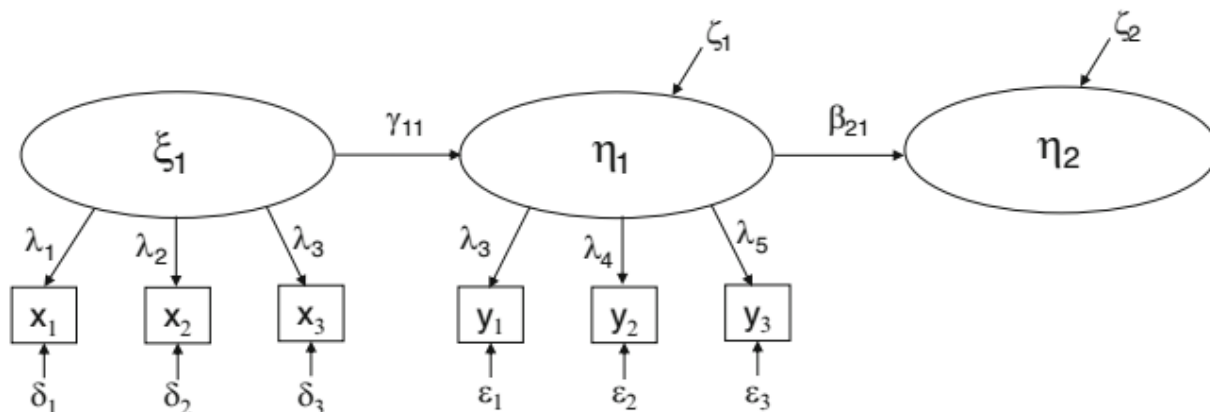 ζ1 ζ2
γ11 β21
ξ1 η1 η2
λ1 λ2 λ3 λ3 λ4 λ5
x1 x2 x3 y1 y2 y3
δ1 δ2 δ3 ε1 ε2 ε3